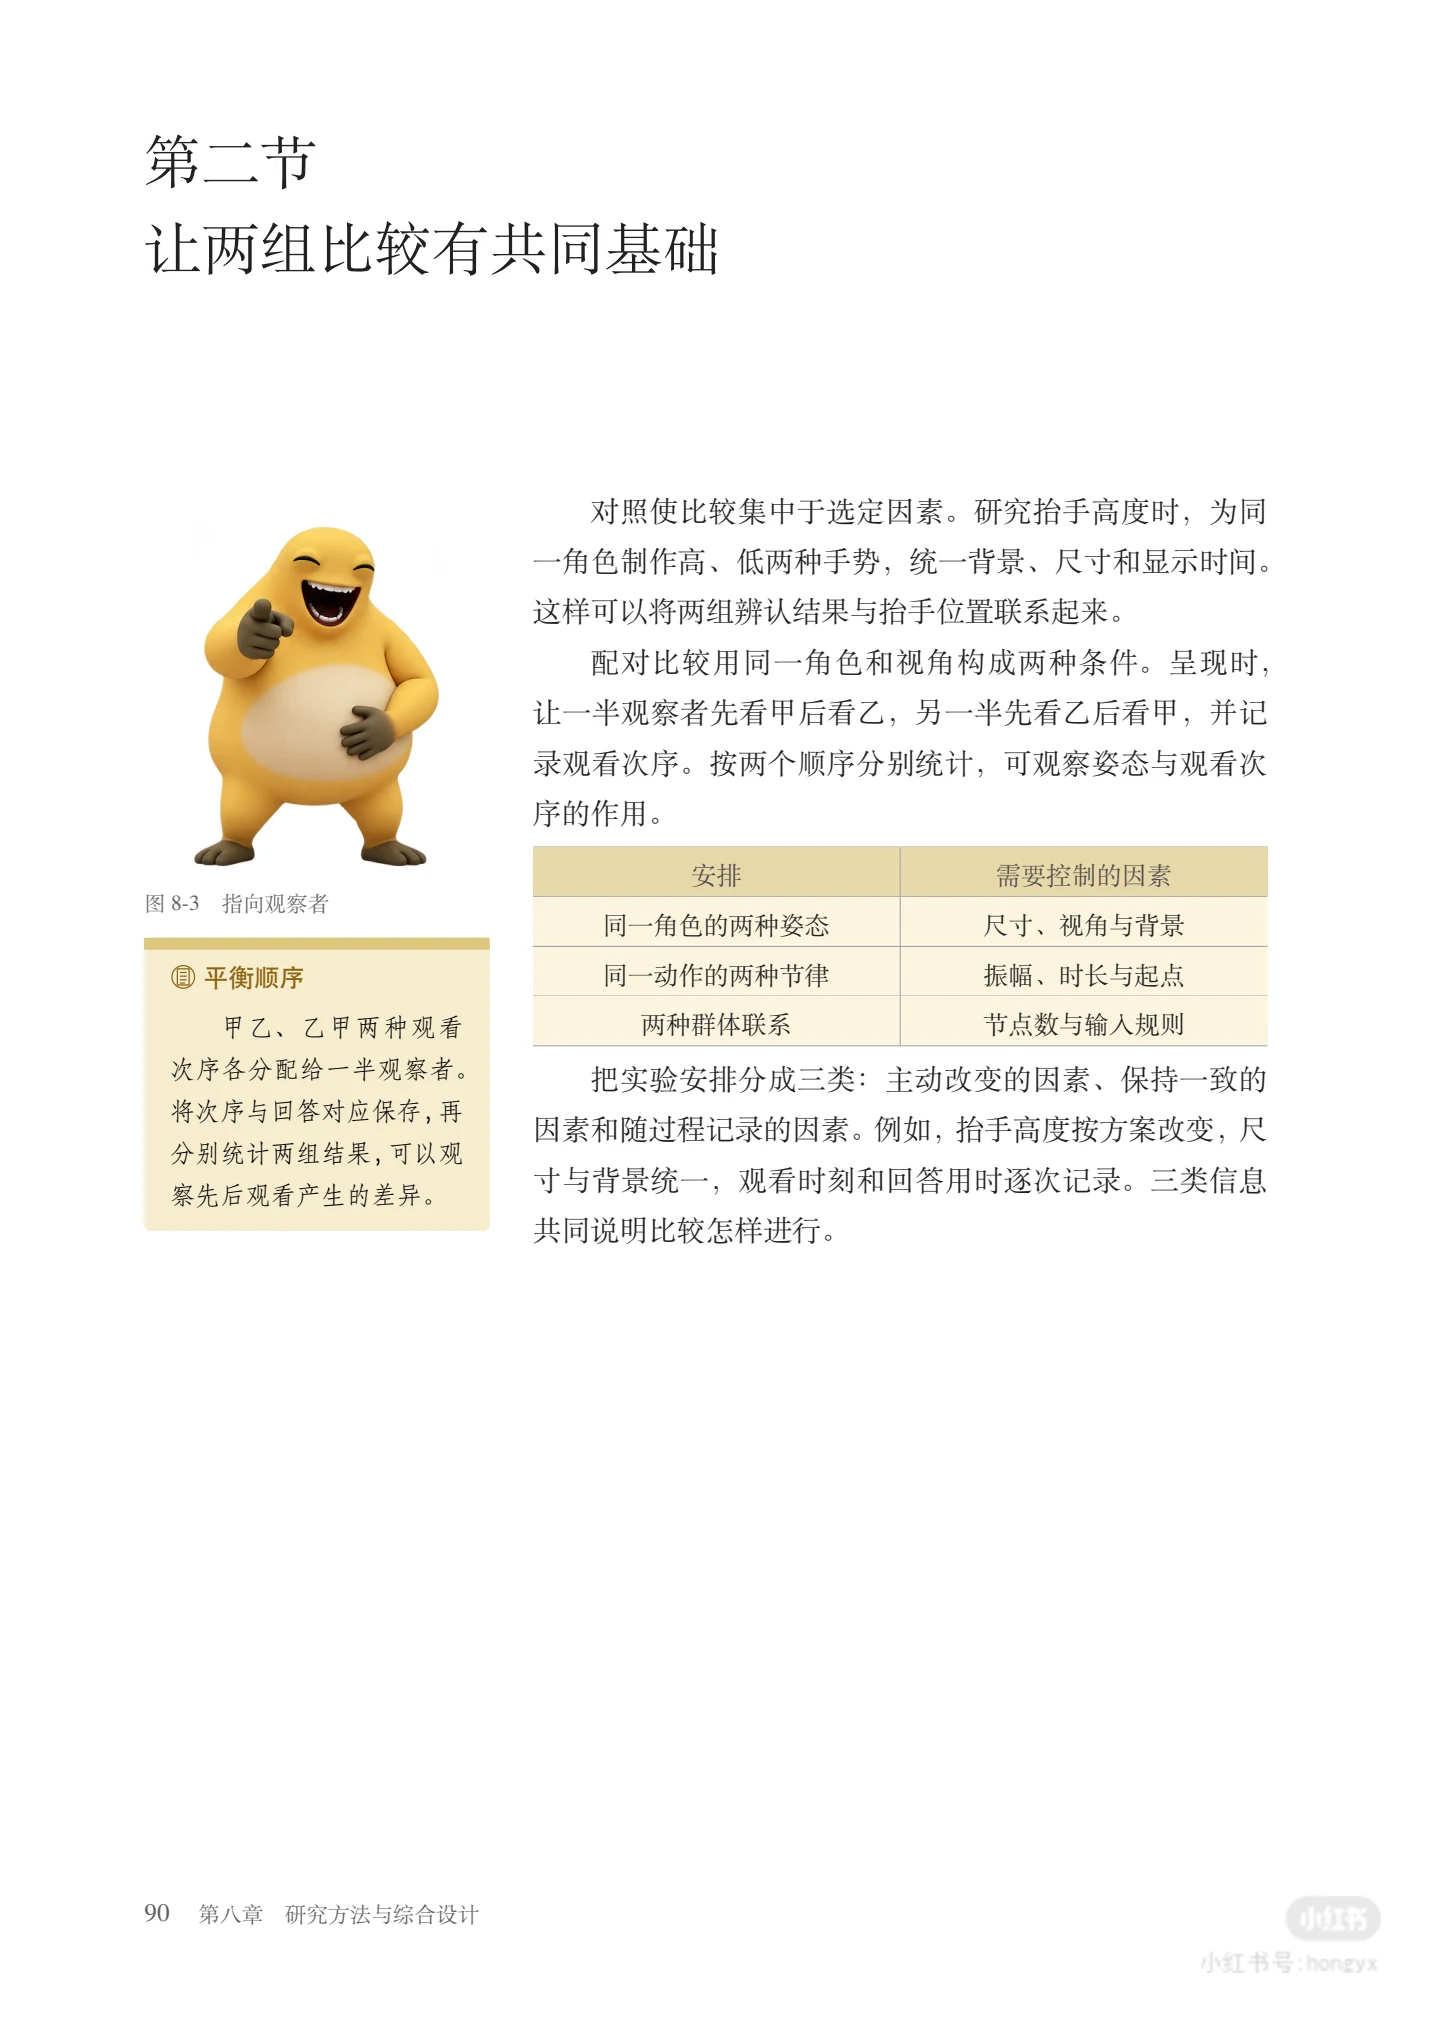 第二节
让两组比较有共同基础
对照使比较集中于选定因素。研究抬手高度时，为同
一角色制作高、低两种手势，统一背景、尺寸和显示时间。
这样可以将两组辨认结果与抬手位置联系起来。
配对比较用同一角色和视角构成两种条件。呈现时，
让一半观察者先看甲后看乙，另一半先看乙后看甲，并记
录观看次序。按两个顺序分别统计，可观察姿态与观看次
序的作用。
图 8-3 指向观察者
平衡顺序
甲乙、乙甲两种观看
次序各分配给一半观察者。
将次序与回答对应保存，再
分别统计两组结果，可以观
察先后观看产生的差异。
安排 需要控制的因素
同一角色的两种姿态 尺寸、视角与背景
同一动作的两种节律 振幅、时长与起点
两种群体联系 节点数与输入规则
把实验安排分成三类：主动改变的因素、保持一致的
因素和随过程记录的因素。例如，抬手高度按方案改变，尺
寸与背景统一，观看时刻和回答用时逐次记录。三类信息
共同说明比较怎样进行。
90 第八章 研究方法与综合设计
小红书
小红书号:hongyx